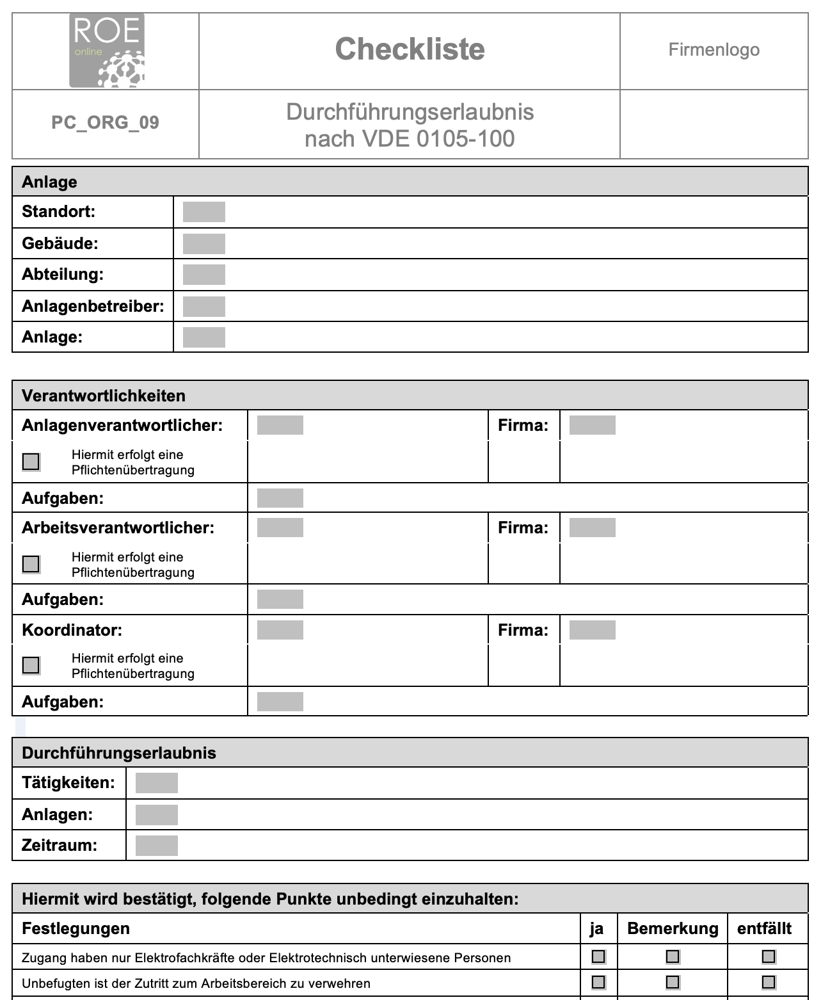 ROE
online
Checkliste
Firmenlogo
PC_ORG_09
Durchführungserlaubnis
nach VDE 0105-100
Anlage
Standort:
Gebäude:
Abteilung:
Anlagenbetreiber:
Anlage:
Verantwortlichkeiten
Anlagenverantwortlicher: Firma:
Hiermit erfolgt eine
Pflichtenübertragung
Aufgaben:
Arbeitsverantwortlicher: Firma:
Hiermit erfolgt eine
Pflichtenübertragung
Aufgaben:
Koordinator: Firma:
Hiermit erfolgt eine
Pflichtenübertragung
Aufgaben:
Durchführungserlaubnis
Tätigkeiten:
Anlagen:
Zeitraum:
Hiermit wird bestätigt, folgende Punkte unbedingt einzuhalten:
Festlegungen ja Bemerkung entfällt
Zugang haben nur Elektrofachkräfte oder Elektrotechnisch unterwiesene Personen
Unbefugten ist der Zutritt zum Arbeitsbereich zu verwehren